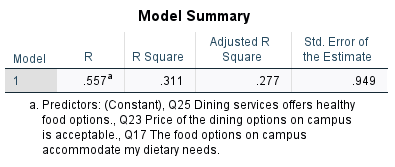 Model Summary
Model R R Square Adjusted R Square Std. Error of the Estimate
1 .557a .311 .277 .949
a. Predictors: (Constant), Q25 Dining services offers healthy
food options., Q23 Price of the dining options on campus
is acceptable., Q17 The food options on campus
accommodate my dietary needs.